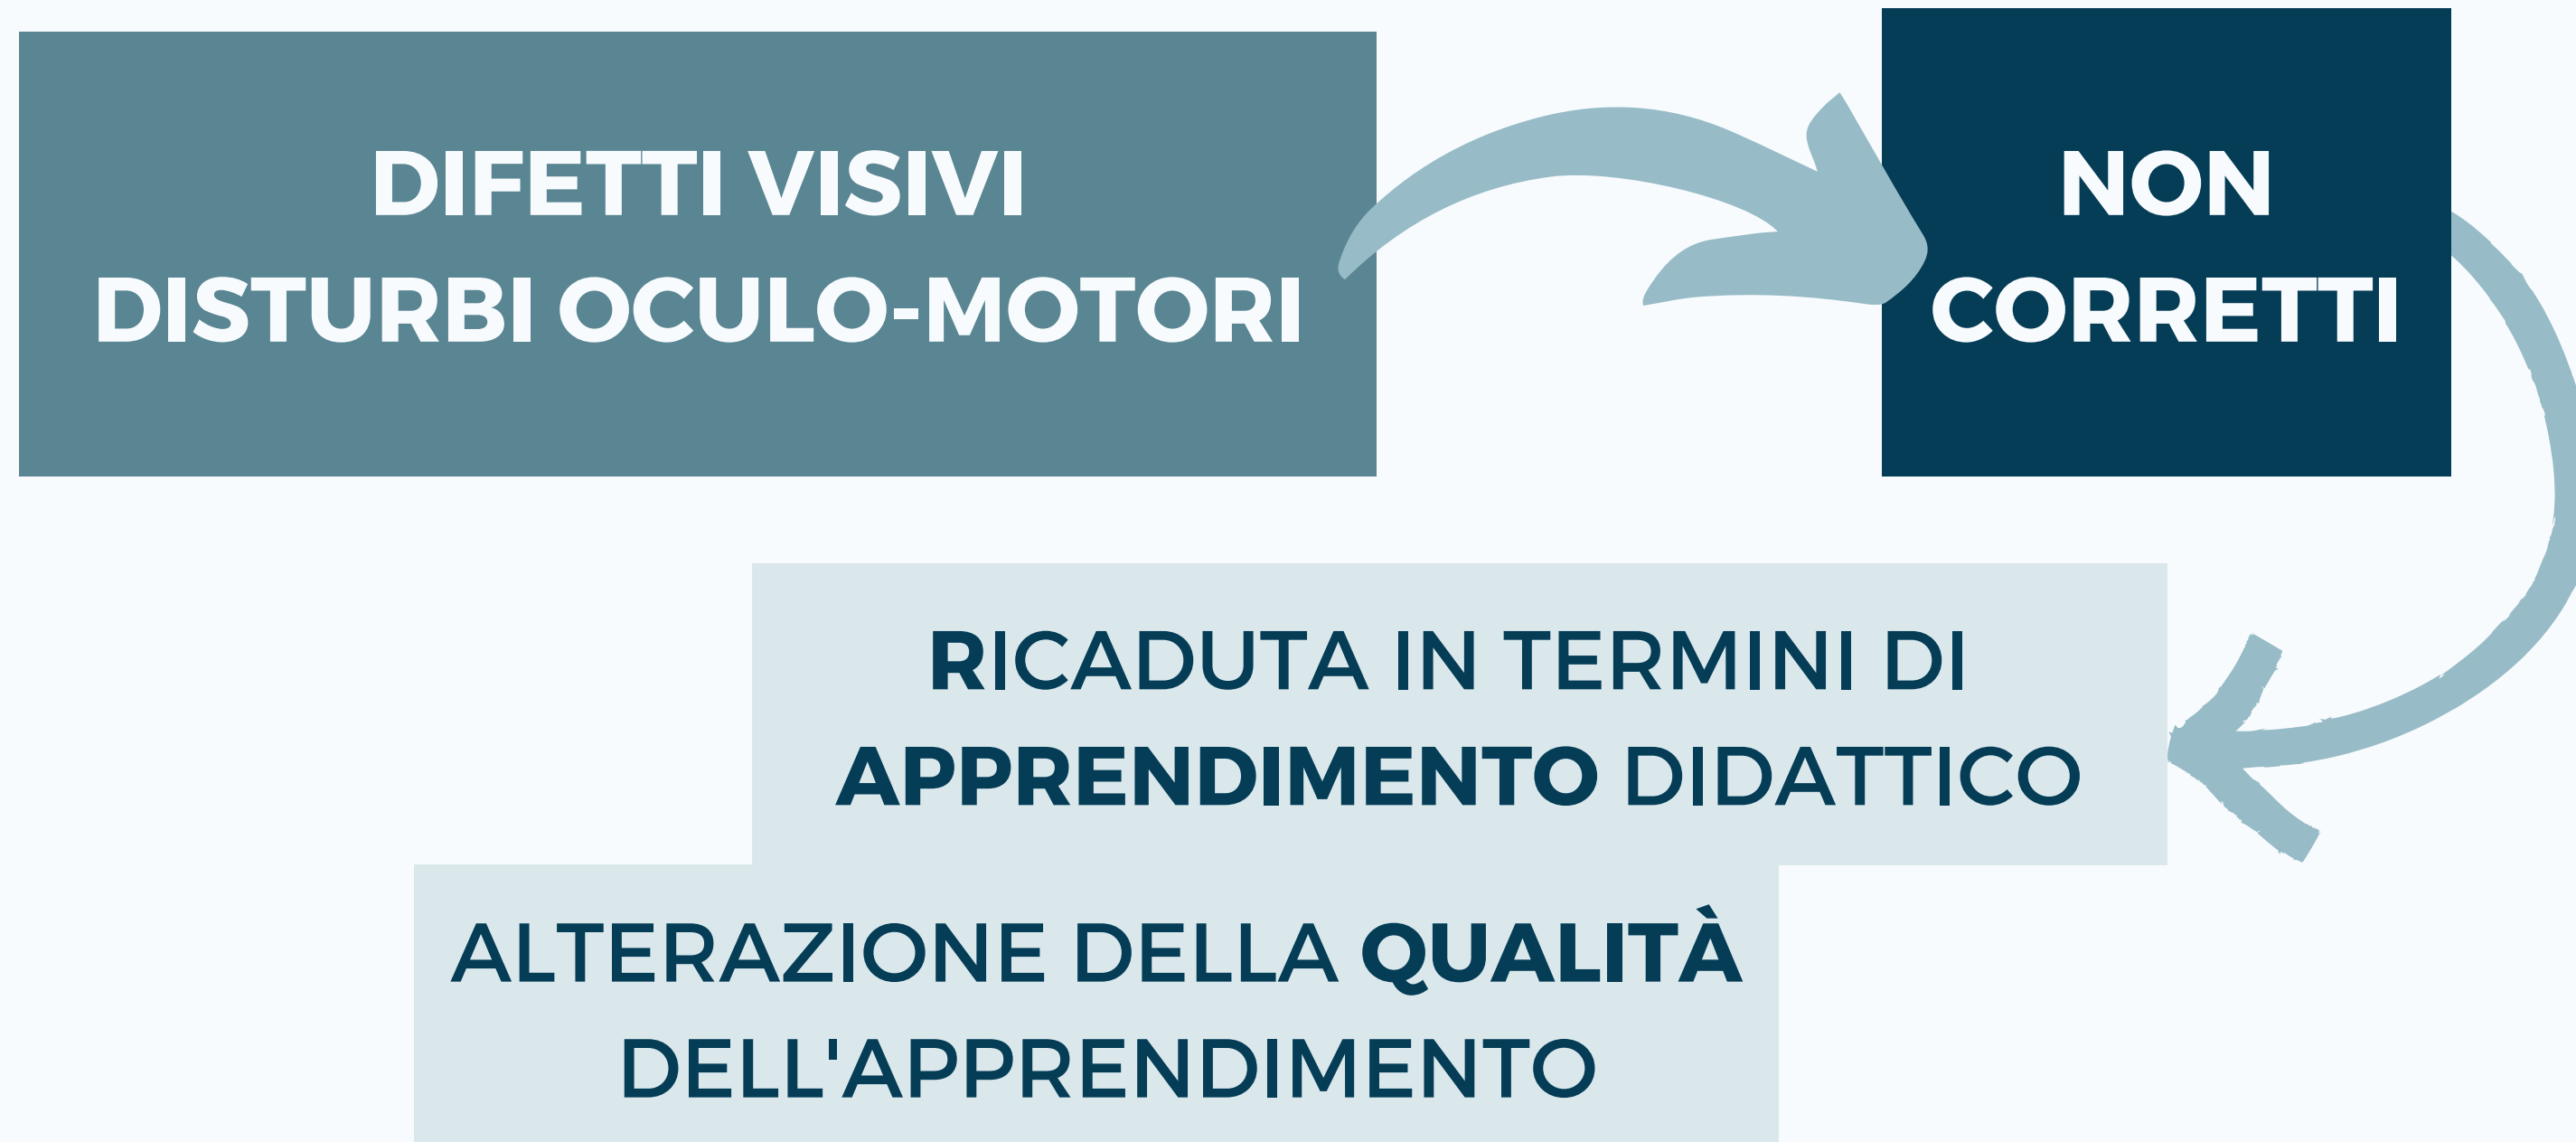 DIFETTI VISIVI
DISTURBI OCULO-MOTORI
NON
CORRETTI
RICADUTA IN TERMINI DI
APPRENDIMENTO DIDATTICO
ALTERAZIONE DELLA QUALITÀ
DELL'APPRENDIMENTO